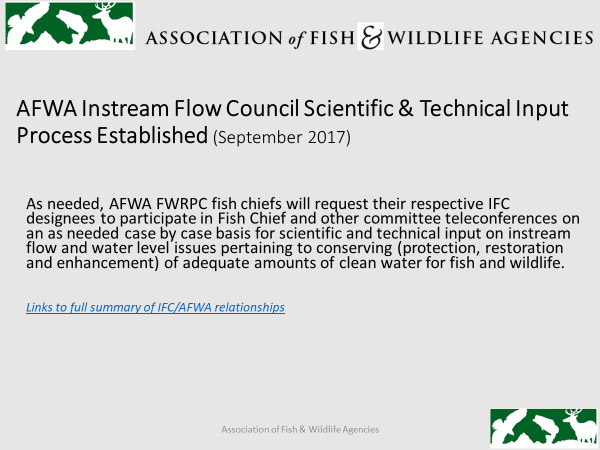 ASSOCIATION of FISH & WILDLIFE AGENCIES
AFWA Instream Flow Council Scientific & Technical Input
Process Established (September 2017)
As needed, AFWA FWRPC fish chiefs will request their respective IFC
designees to participate in Fish Chief and other committee teleconferences on
an as needed case by case basis for scientific and technical input on instream
flow and water level issues pertaining to conserving (protection, restoration
and enhancement) of adequate amounts of clean water for fish and wildlife.
Links to full summary of IFC/AFWA relationships
Association of Fish & Wildlife Agencies